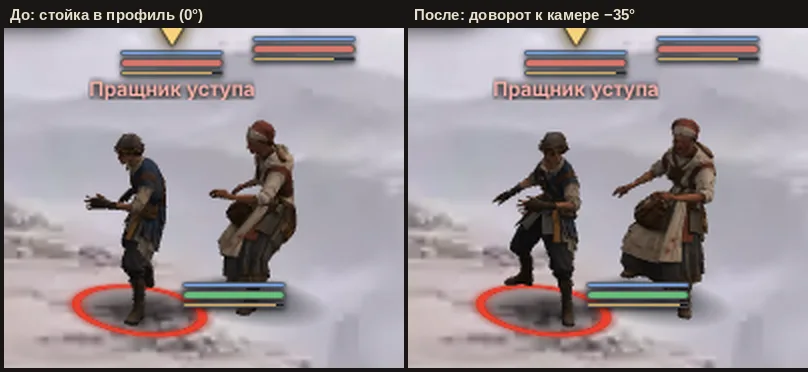 До: стойка в профиль (0°)
После: доворот к камере −35°
Пращник уступа
Пращник уступа